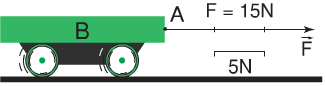 A F = 15N
B
F⃗
5N